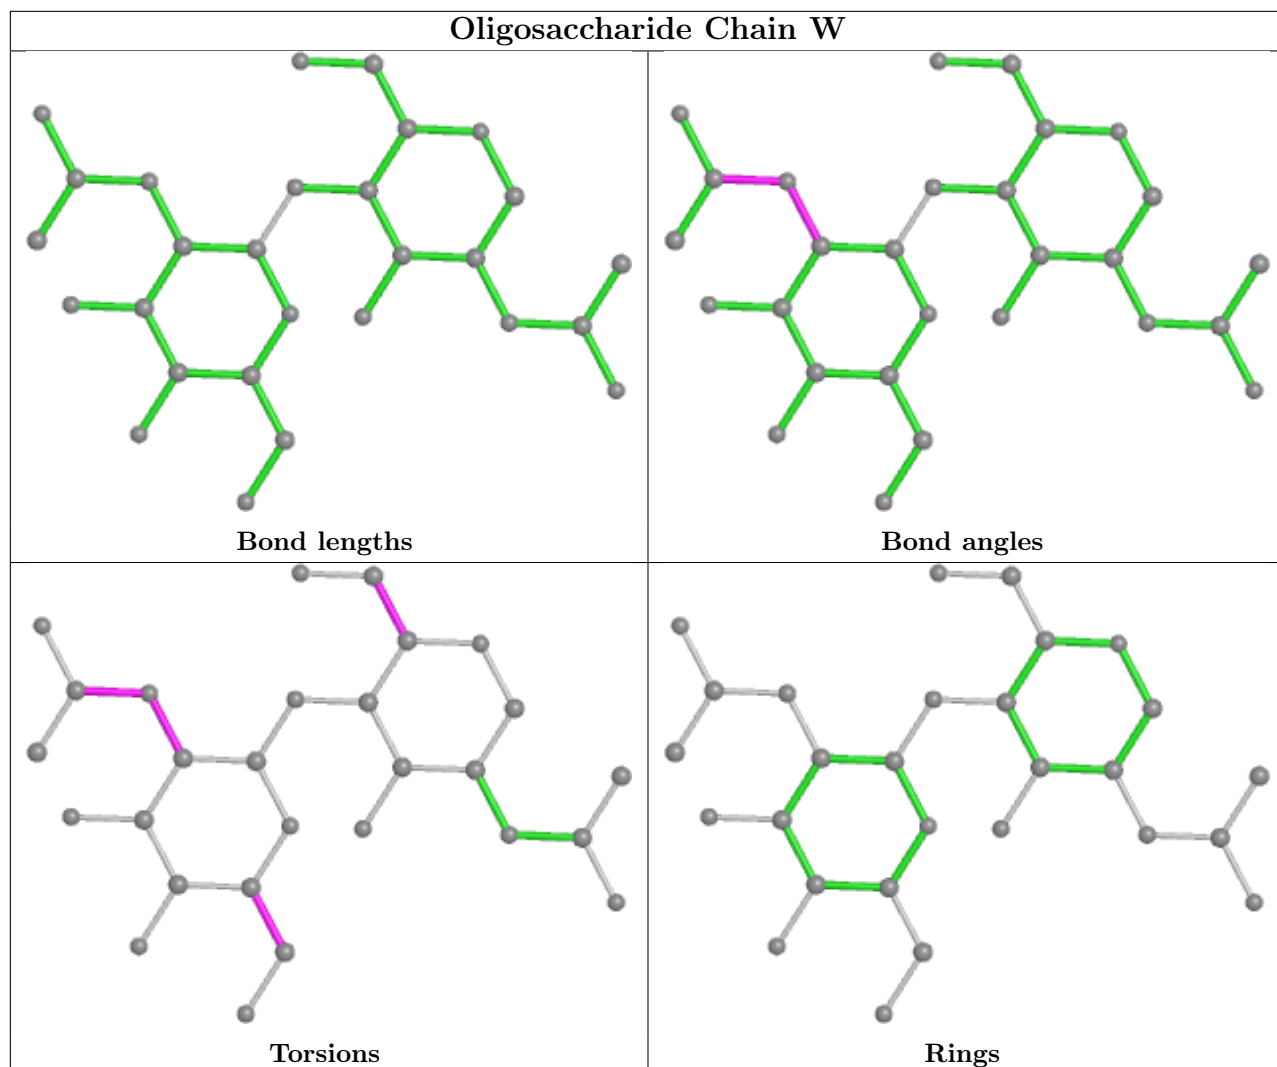 Oligosaccharide Chain W
Bond lengths
Bond angles
Torsions
Rings